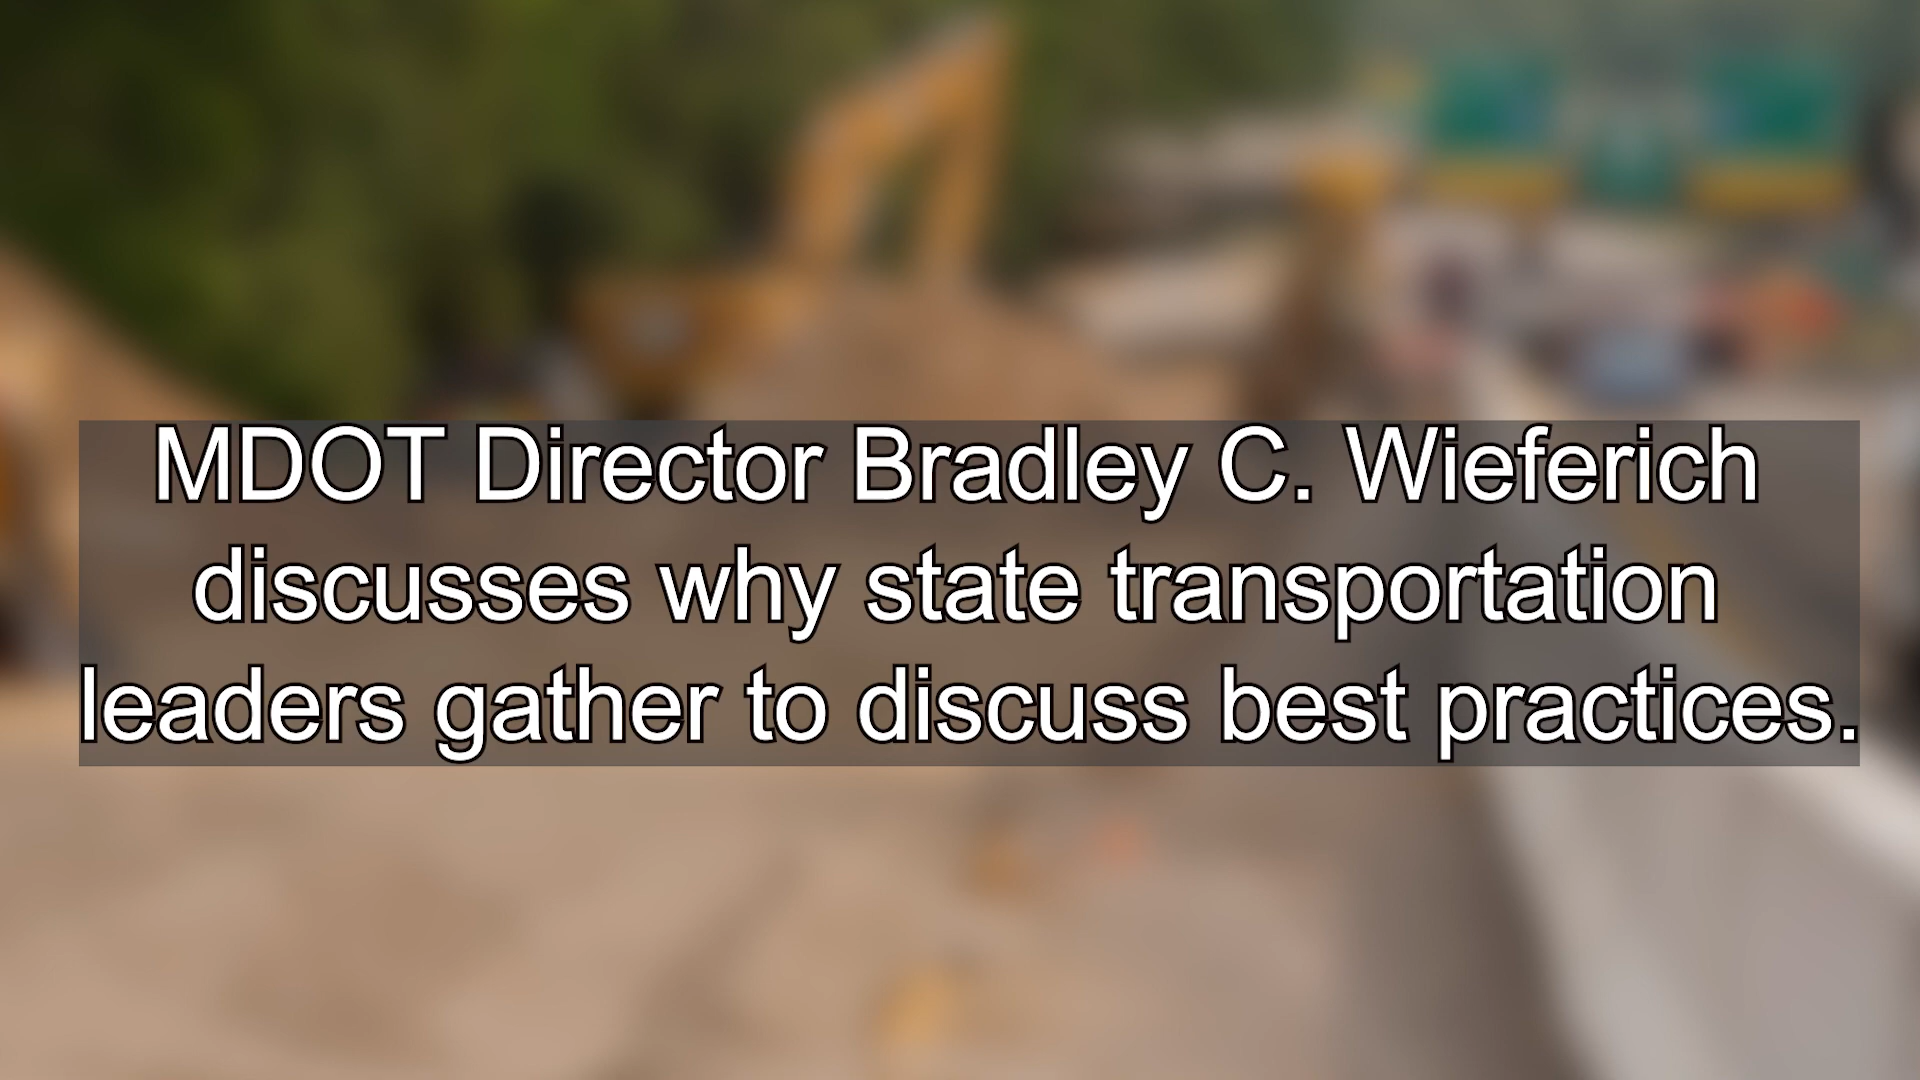 MDOT Director Bradley C. Wieferich
discusses why state transportation
leaders gather to discuss best practices.